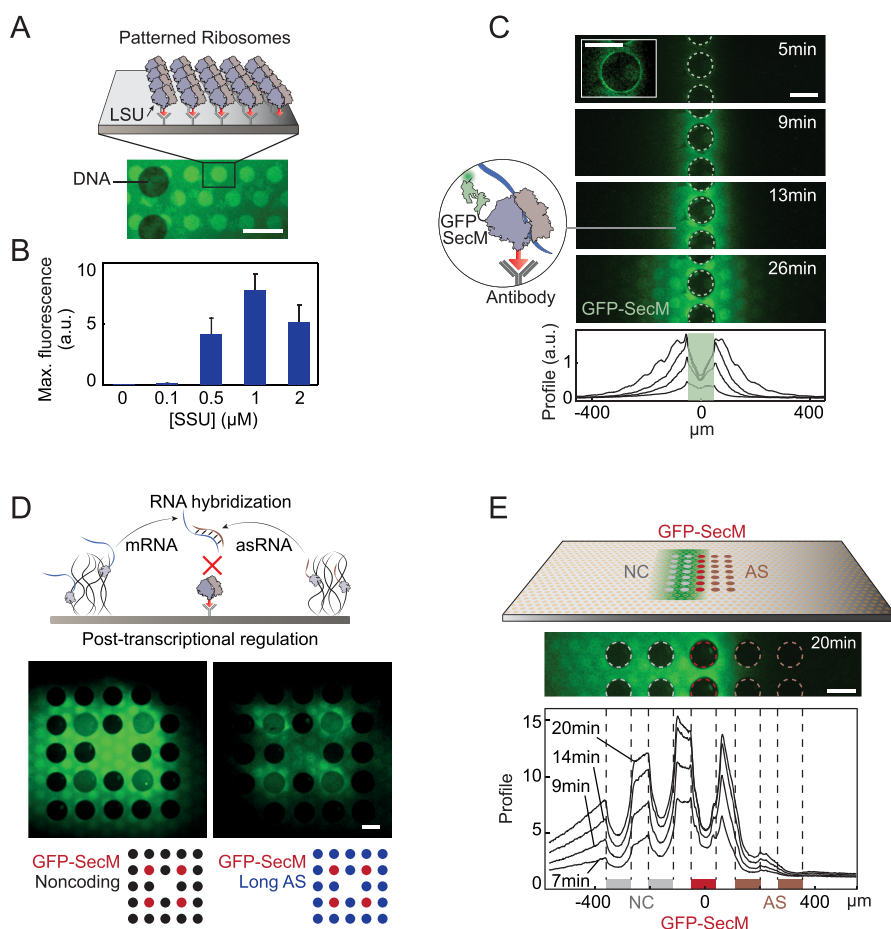 A
Patterned Ribosomes
LSU
DNA
B
Max. fluorescence
(a.u.)
10
5
0
0 0.1 0.5 1 2
[SSU] (µM)
C
5min
9min
13min
26min
GFP-SecM
GFP
SecM
Antibody
Profile (a.u.)
1
0
-400 0 400
µm
D
RNA hybridization
mRNA asRNA
Post-transcriptional regulation
GFP-SecM
Noncoding
GFP-SecM
Long AS
E
GFP-SecM
NC AS
20min
Profile
15
10
5
0
20min
14min
9min
7min
-400 0 400 µm
NC AS
GFP-SecM